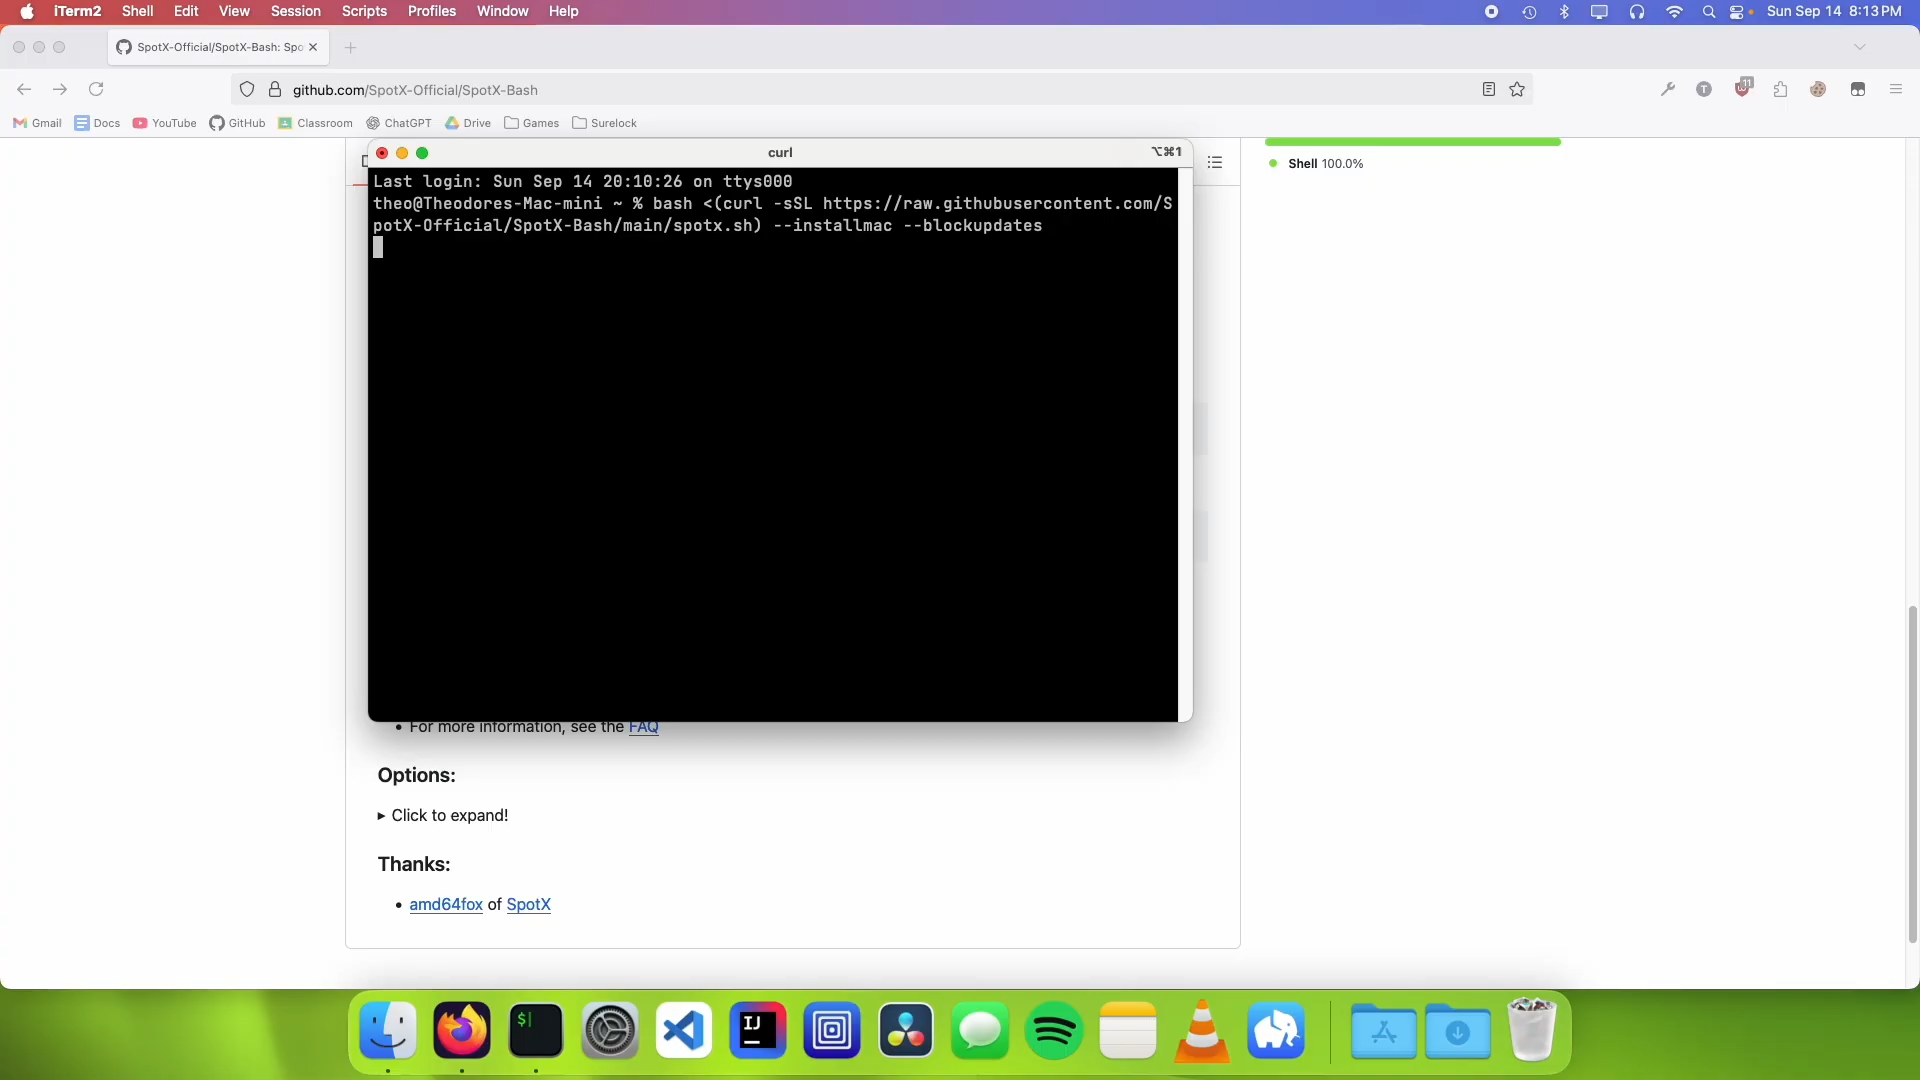 iTerm2 Shell Edit View Session Scripts Profiles Window Help Sun Sep 14 8:13 PM
SpotX-Official/SpotX-Bash: Spo
github.com/SpotX-Official/SpotX-Bash
11
Gmail Docs YouTube GitHub Classroom ChatGPT Drive Games Surelock
curl ⌥⌘1
Shell 100.0%
Last login: Sun Sep 14 20:10:26 on ttys000
theo@Theodores-Mac-mini ~ % bash <(curl -sSL https://raw.githubusercontent.com/S
potX-Official/SpotX-Bash/main/spotx.sh) --installmac --blockupdates
• For more information, see the FAQ
Options:
▸ Click to expand!
Thanks:
• amd64fox of SpotX
$
IJ